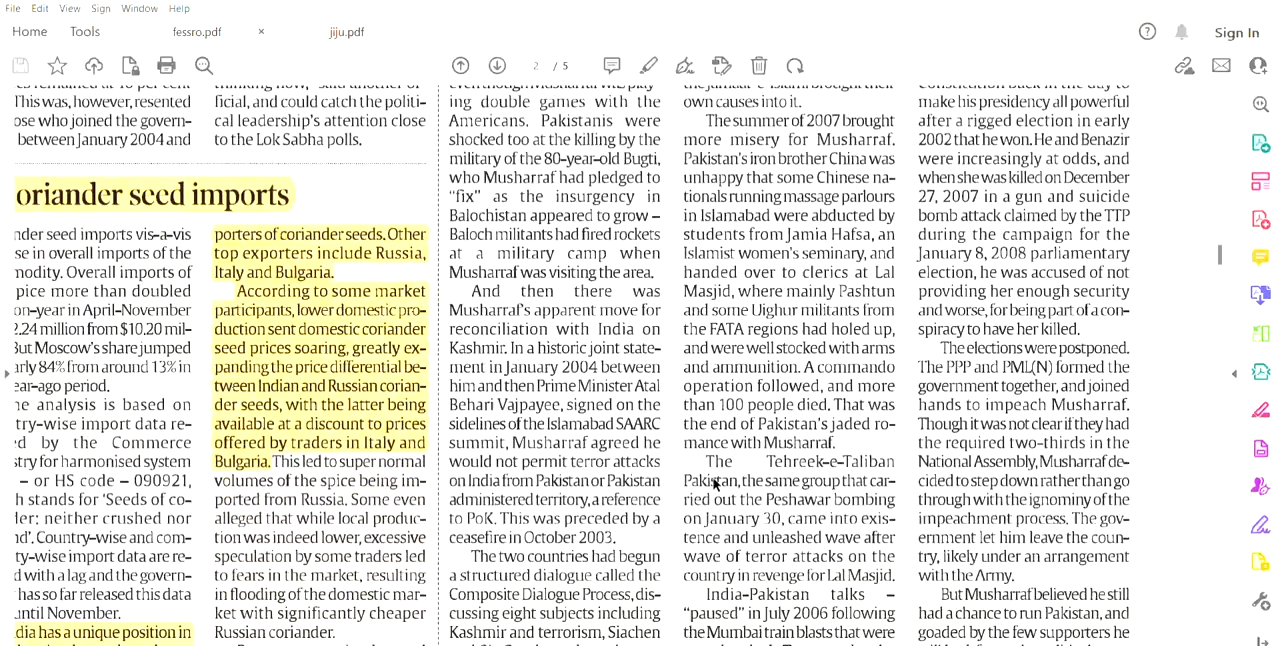 File Edit View Sign Window Help
Home Tools fessro.pdf × jiju.pdf Sign In
2 / 5
This was, however, resented
ose who joined the govern-
between January 2004 and
thinking now," said another of-
ficial, and could catch the politi-
cal leadership's attention close
to the Lok Sabha polls.
oriander seed imports
nder seed imports vis-a-vis
se in overall imports of the
modity. Overall imports of
pice more than doubled
on-year in April-November
2.24 million from $10.20 mil-
But Moscow's share jumped
arly 84% from around 13% in
ear-ago period.
he analysis is based on
try-wise import data re-
ed by the Commerce
stry for harmonised system
– or HS code – 090921,
h stands for 'Seeds of co-
der; neither crushed nor
nd'. Country-wise and com-
ty-wise import data are re-
d with a lag and the govern-
has so far released this data
until November.
dia has a unique position in
porters of coriander seeds. Other
top exporters include Russia,
Italy and Bulgaria.
According to some market
participants, lower domestic pro-
duction sent domestic coriander
seed prices soaring, greatly ex-
panding the price differential be-
tween Indian and Russian corian-
der seeds, with the latter being
available at a discount to prices
offered by traders in Italy and
Bulgaria. This led to super normal
volumes of the spice being im-
ported from Russia. Some even
alleged that while local produc-
tion was indeed lower, excessive
speculation by some traders led
to fears in the market, resulting
in flooding of the domestic mar-
ket with significantly cheaper
Russian coriander.
even though Musharraf was play-
ing double games with the
Americans. Pakistanis were
shocked too at the killing by the
military of the 80-year-old Bugti,
who Musharraf had pledged to
"fix" as the insurgency in
Balochistan appeared to grow –
Baloch militants had fired rockets
at a military camp when
Musharraf was visiting the area.
And then there was
Musharraf's apparent move for
reconciliation with India on
Kashmir. In a historic joint state-
ment in January 2004 between
him and then Prime Minister Atal
Behari Vajpayee, signed on the
sidelines of the Islamabad SAARC
summit, Musharraf agreed he
would not permit terror attacks
on India from Pakistan or Pakistan
administered territory, a reference
to PoK. This was preceded by a
ceasefire in October 2003.
The two countries had begun
a structured dialogue called the
Composite Dialogue Process, dis-
cussing eight subjects including
Kashmir and terrorism, Siachen
own causes into it.
The summer of 2007 brought
more misery for Musharraf.
Pakistan's iron brother China was
unhappy that some Chinese na-
tionals running massage parlours
in Islamabad were abducted by
students from Jamia Hafsa, an
Islamist women's seminary, and
handed over to clerics at Lal
Masjid, where mainly Pashtun
and some Uighur militants from
the FATA regions had holed up,
and were well stocked with arms
and ammunition. A commando
operation followed, and more
than 100 people died. That was
the end of Pakistan's jaded ro-
mance with Musharraf.
The Tehreek-e-Taliban
Pakistan, the same group that car-
ried out the Peshawar bombing
on January 30, came into exis-
tence and unleashed wave after
wave of terror attacks on the
country in revenge for Lal Masjid.
India-Pakistan talks –
"paused" in July 2006 following
the Mumbai train blasts that were
constitution back in the day to
make his presidency all powerful
after a rigged election in early
2002 that he won. He and Benazir
were increasingly at odds, and
when she was killed on December
27, 2007 in a gun and suicide
bomb attack claimed by the TTP
during the campaign for the
January 8, 2008 parliamentary
election, he was accused of not
providing her enough security
and worse, for being part of a con-
spiracy to have her killed.
The elections were postponed.
The PPP and PML(N) formed the
government together, and joined
hands to impeach Musharraf.
Though it was not clear if they had
the required two-thirds in the
National Assembly, Musharraf de-
cided to step down rather than go
through with the ignominy of the
impeachment process. The gov-
ernment let him leave the coun-
try, likely under an arrangement
with the Army.
But Musharraf believed he still
had a chance to run Pakistan, and
goaded by the few supporters he